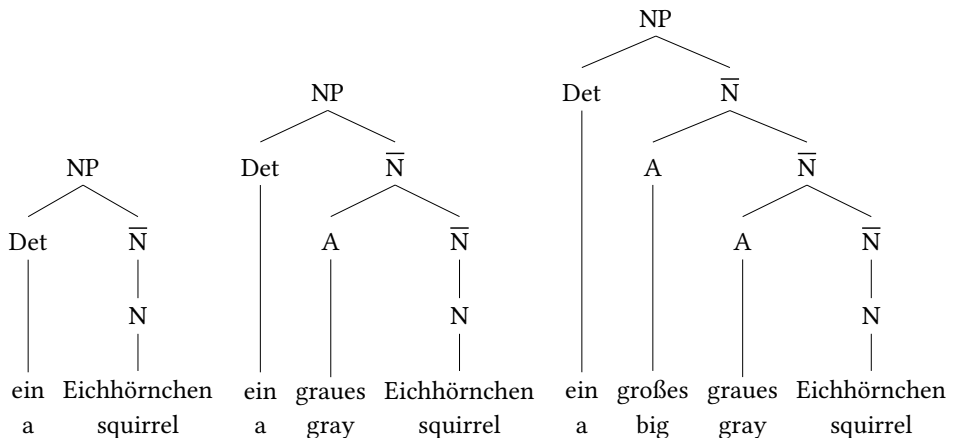 NP
NP
Det N̅
NP
Det N̅
A N̅
Det N̅
A N̅
A N̅
N
N
N
ein Eichhörnchen ein graues Eichhörnchen ein großes graues Eichhörnchen
a squirrel a gray squirrel a big gray squirrel